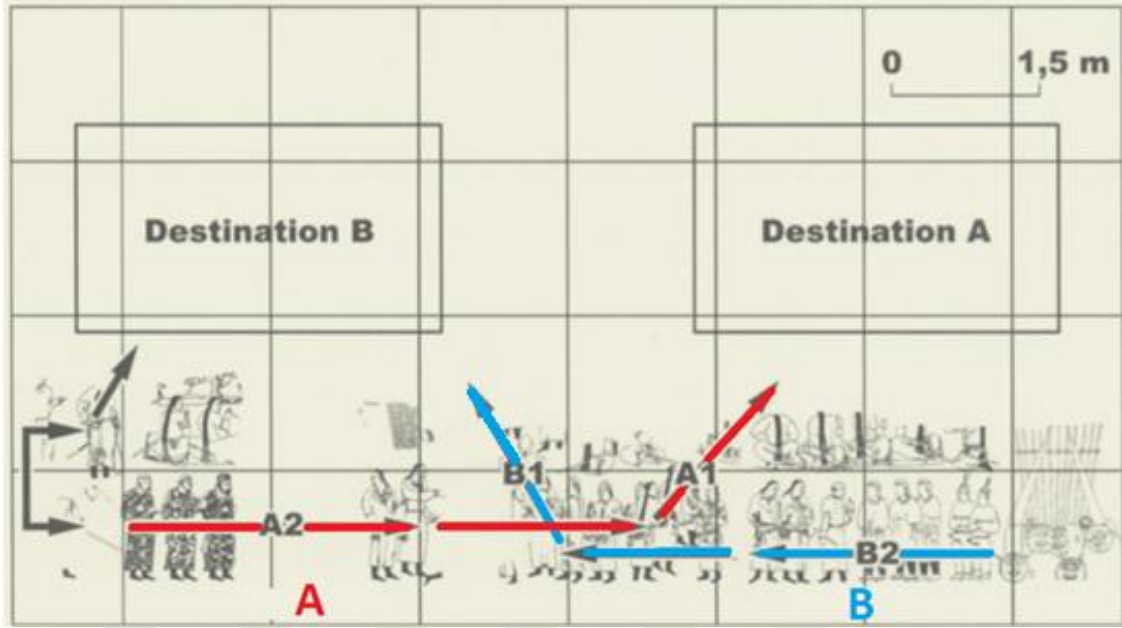 0 1,5 m
Destination B Destination A
B1 A1
A2
B2
A B